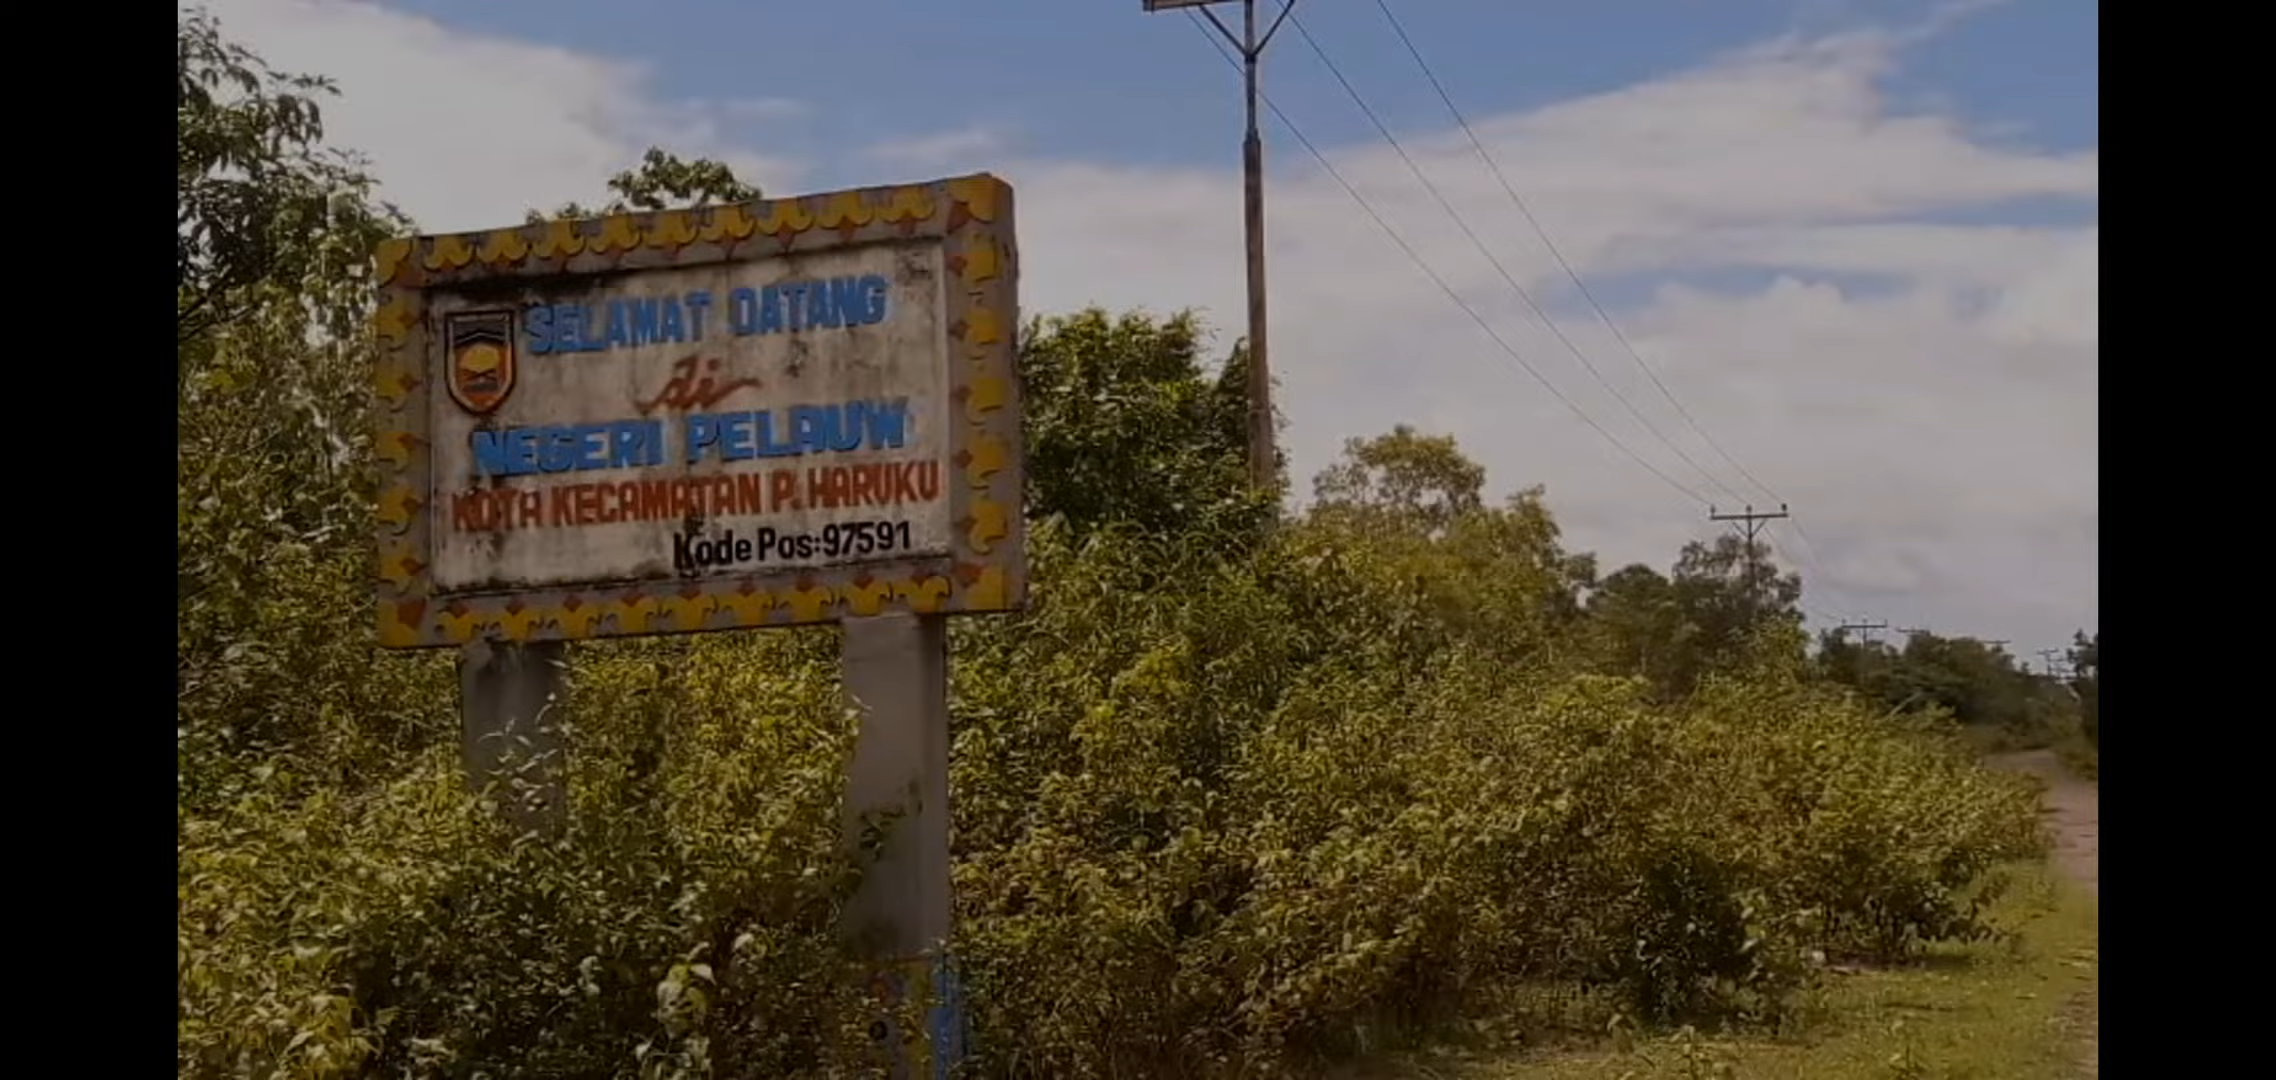 SELAMAT DATANG
di
NEGERI PELAUW
KOTA KECAMATAN P. HARUKU
Kode Pos:97591